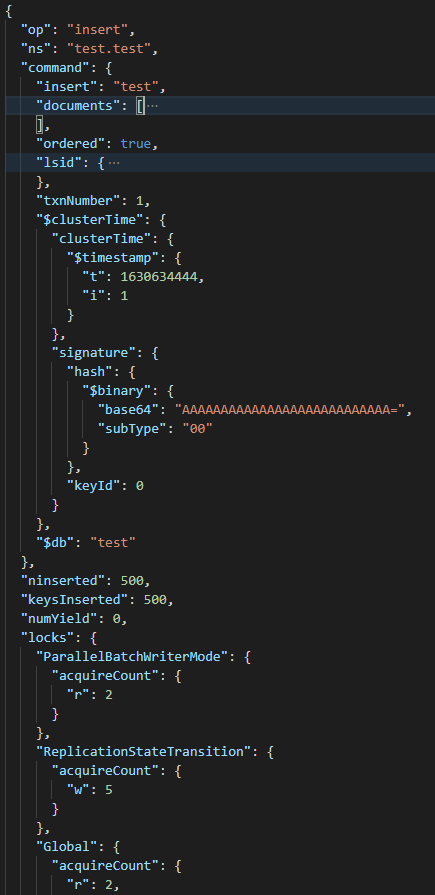 {
  "op": "insert",
  "ns": "test.test",
  "command": {
    "insert": "test",
    "documents": [···
    ],
    "ordered": true,
    "lsid": { ···
    },
    "txnNumber": 1,
    "$clusterTime": {
      "clusterTime": {
        "$timestamp": {
          "t": 1630634444,
          "i": 1
        }
      },
      "signature": {
        "hash": {
          "$binary": {
            "base64": "AAAAAAAAAAAAAAAAAAAAAAAAAAA=",
            "subType": "00"
          }
        },
        "keyId": 0
      }
    },
    "$db": "test"
  },
  "ninserted": 500,
  "keysInserted": 500,
  "numYield": 0,
  "locks": {
    "ParallelBatchWriterMode": {
      "acquireCount": {
        "r": 2
      }
    },
    "ReplicationStateTransition": {
      "acquireCount": {
        "w": 5
      }
    },
    "Global": {
      "acquireCount": {
        "r": 2,